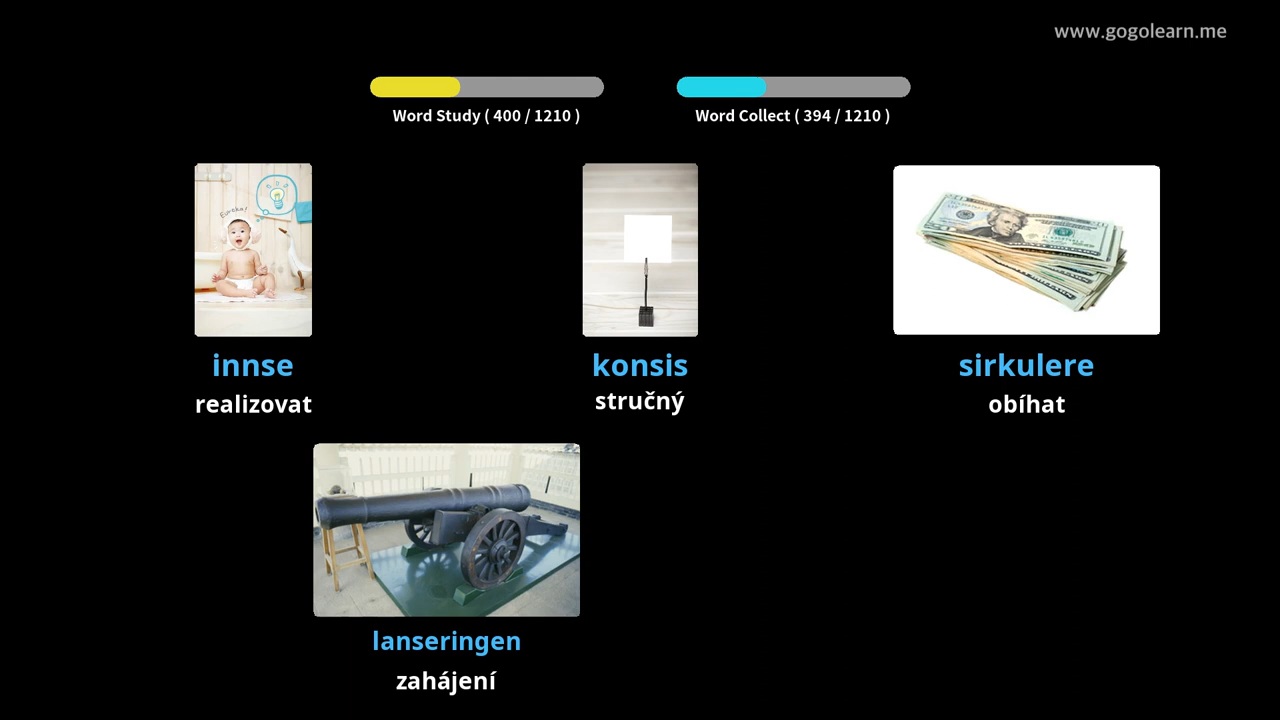 www.gogolearn.me
Word Study ( 400 / 1210 )
Word Collect ( 394 / 1210 )
Eureka!
innse
realizovat
konsis
stručný
sirkulere
obíhat
lanseringen
zahájení